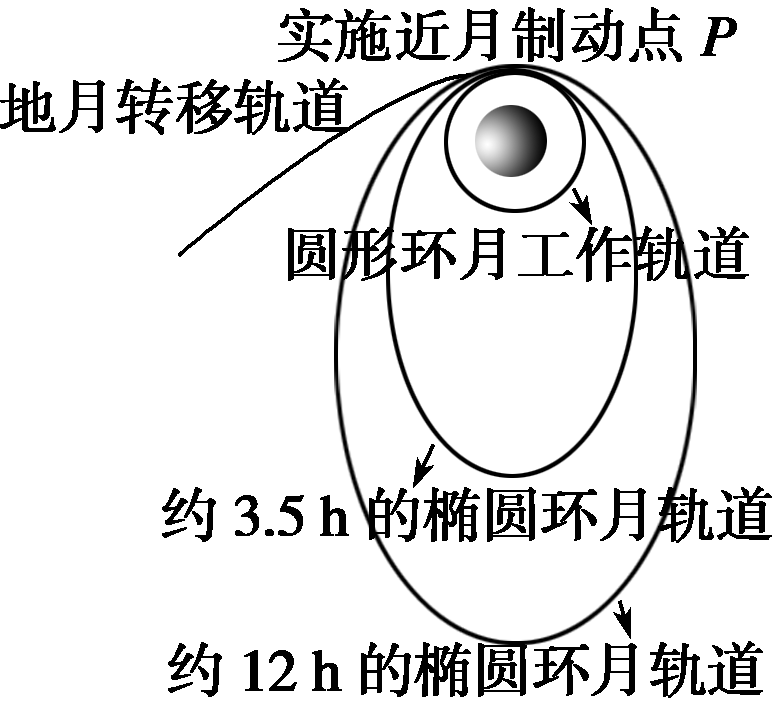 实施近月制动点 P
地月转移轨道
圆形环月工作轨道
约 3.5 h 的椭圆环月轨道
约 12 h 的椭圆环月轨道